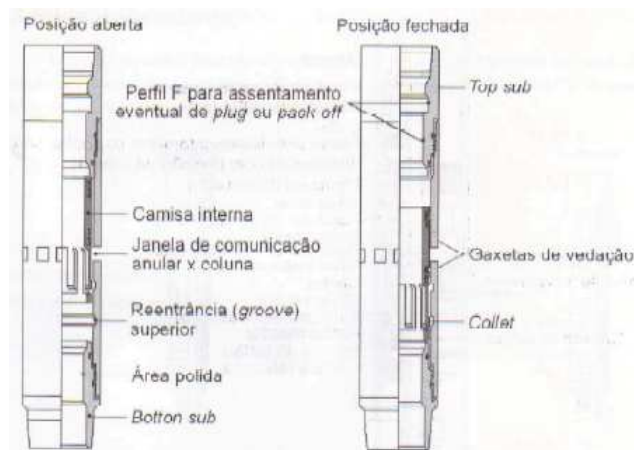 Posição aberta
Posição fechada
Perfil F para assentamento
eventual de plug ou pack off
Top sub
Camisa interna
Janela de comunicação
anular x coluna
Gaxetas de vedação
Reentrância (groove)
superior
Collet
Área polida
Botton sub